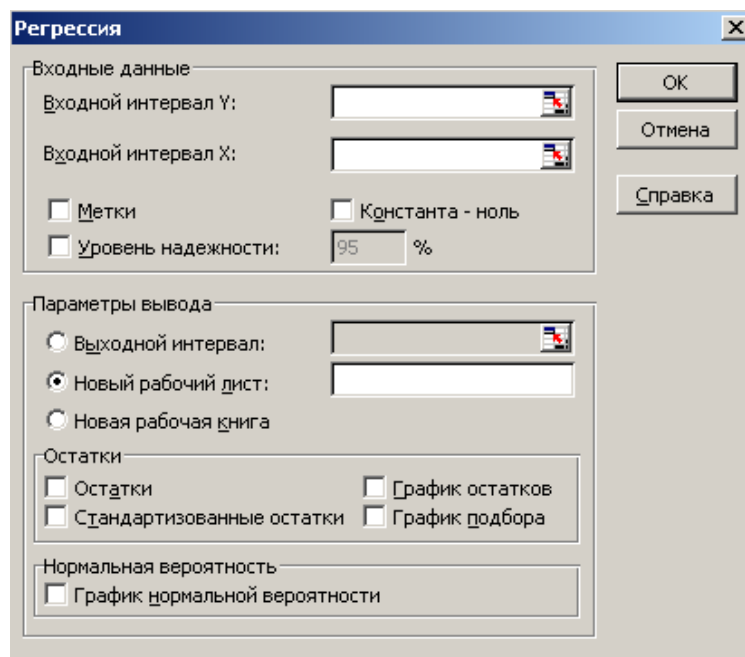 Регрессия
Входные данные
Входной интервал Y:
Входной интервал X:
Метки
Константа - ноль
Уровень надежности:
95 %
OK
Отмена
Справка
Параметры вывода
Выходной интервал:
Новый рабочий лист:
Новая рабочая книга
Остатки
Остатки
График остатков
Стандартизованные остатки
График подбора
Нормальная вероятность
График нормальной вероятности